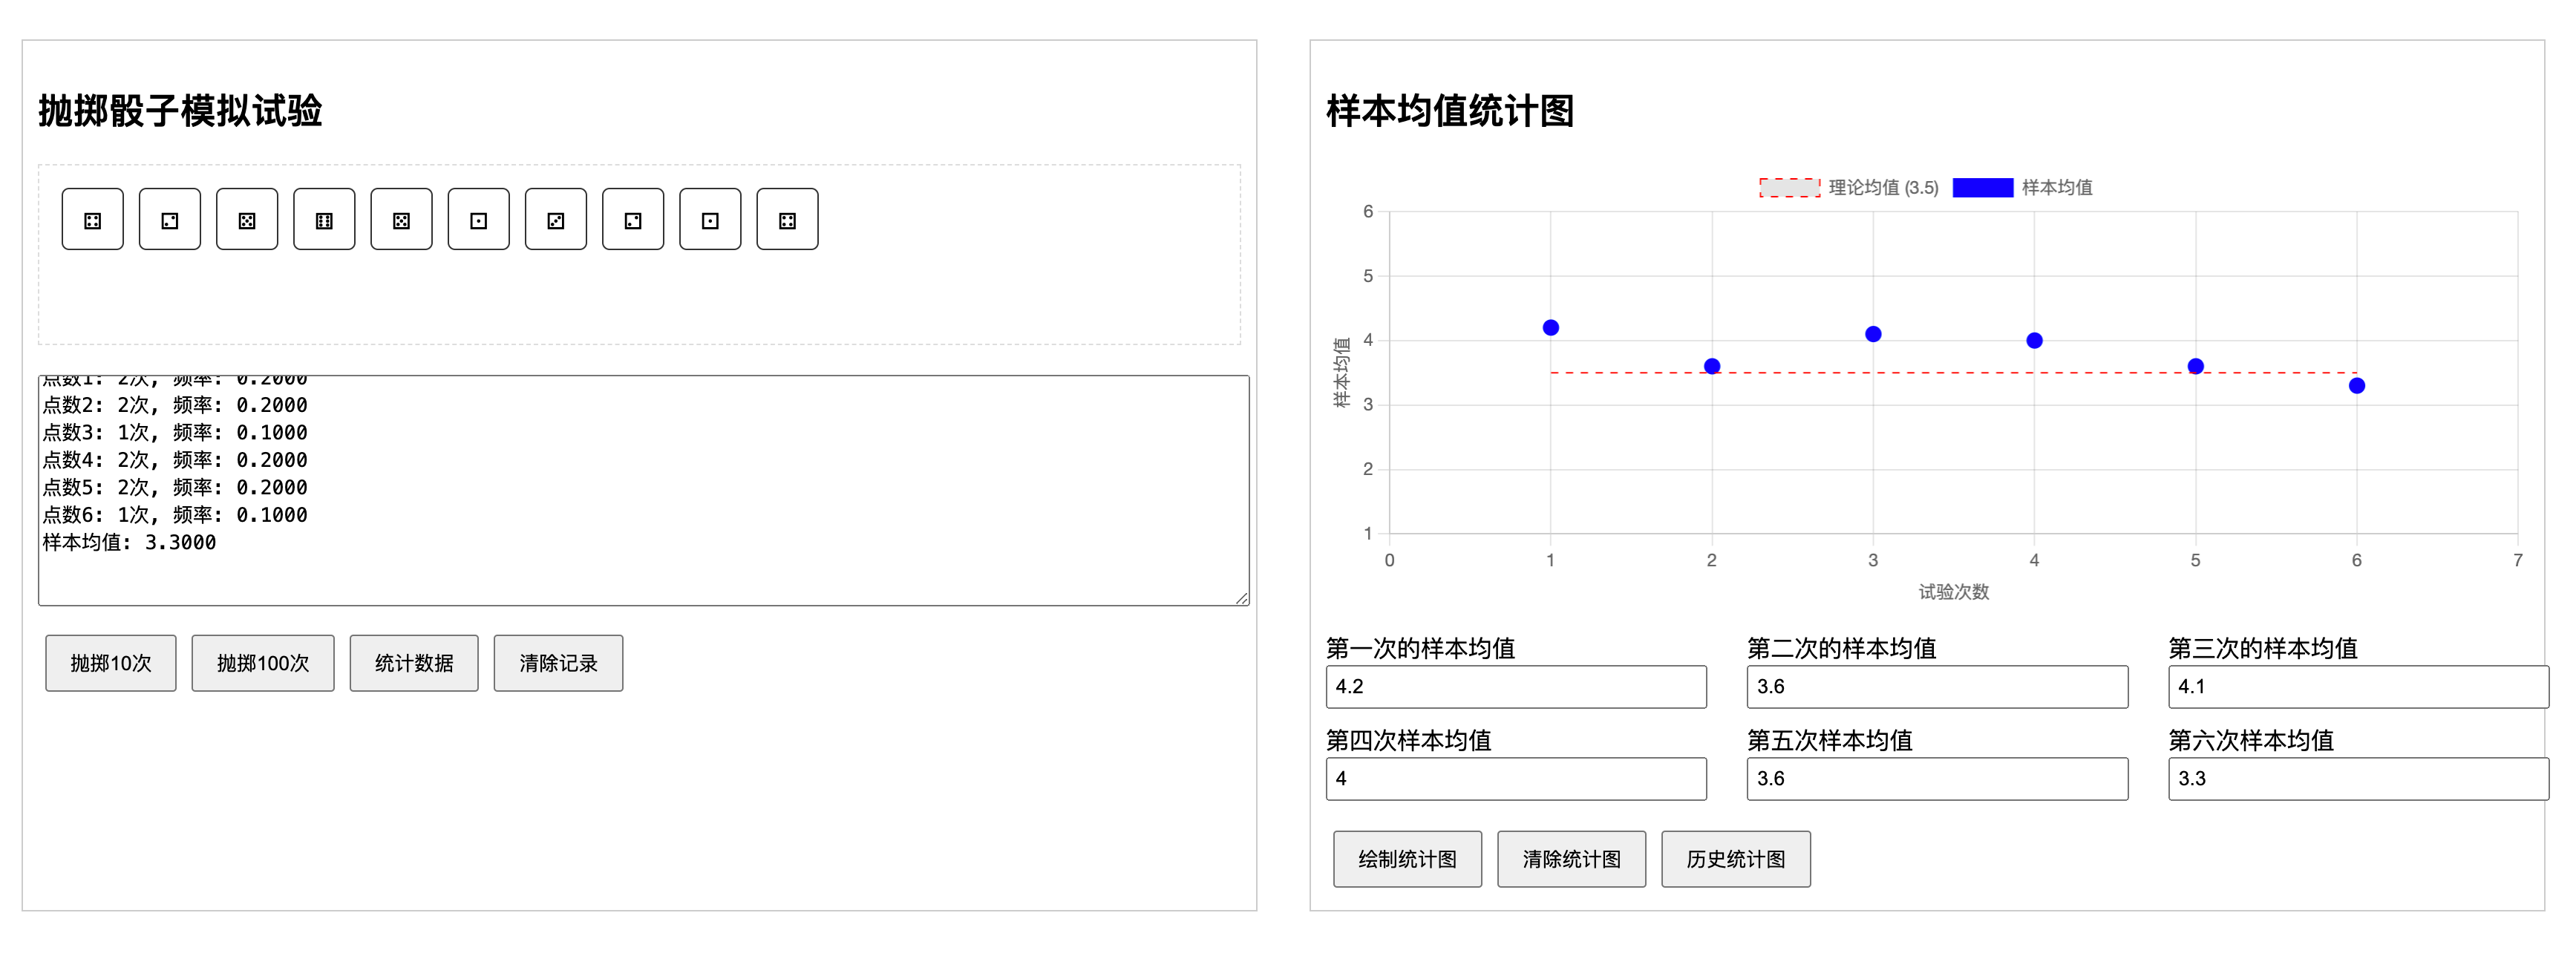 抛掷骰子模拟试验
⚃ ⚁ ⚄ ⚅ ⚄ ⚀ ⚂ ⚁ ⚀ ⚃
点数1: 2次, 频率: 0.2000
点数2: 2次, 频率: 0.2000
点数3: 1次, 频率: 0.1000
点数4: 2次, 频率: 0.2000
点数5: 2次, 频率: 0.2000
点数6: 1次, 频率: 0.1000
样本均值: 3.3000
抛掷10次 抛掷100次 统计数据 清除记录
样本均值统计图
理论均值 (3.5) 样本均值
6
5
4
3
2
1
样本均值
0 1 2 3 4 5 6 7
试验次数
第一次的样本均值 第二次的样本均值 第三次的样本均值
4.2 3.6 4.1
第四次样本均值 第五次样本均值 第六次样本均值
4 3.6 3.3
绘制统计图 清除统计图 历史统计图